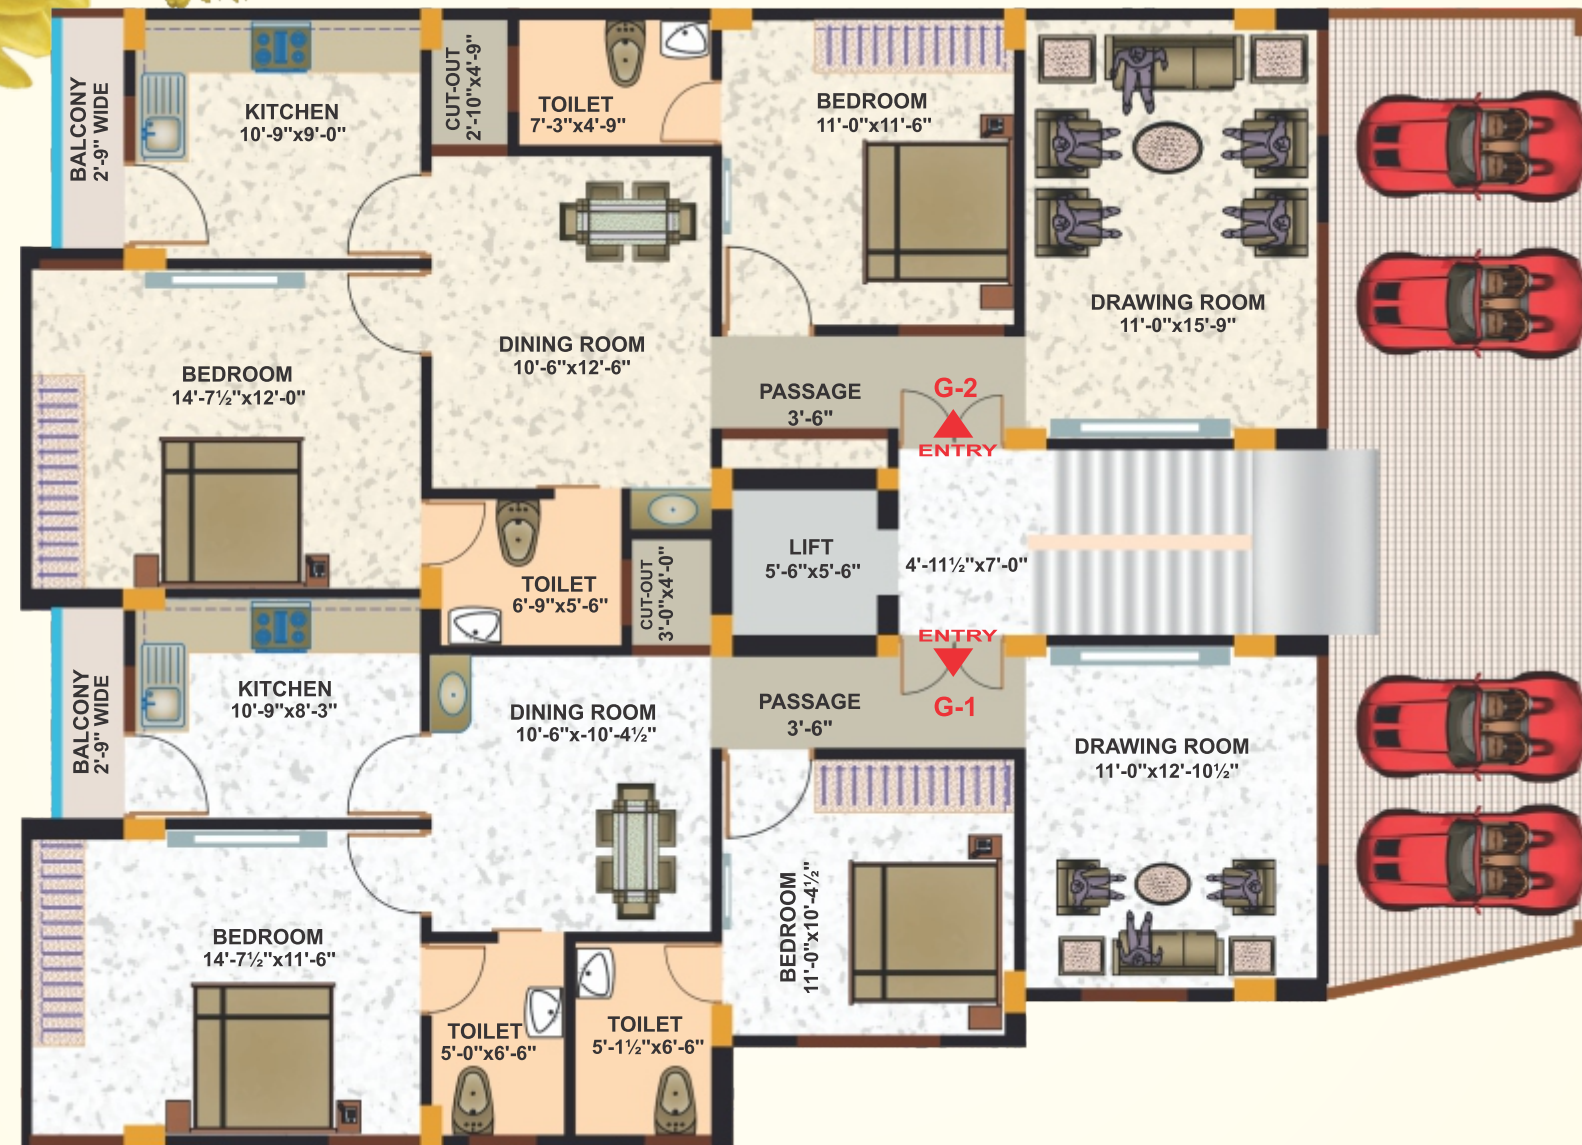 BALCONY
2'-9" WIDE
KITCHEN
10'-9"x9'-0"
CUT-OUT
2'-10"x4'-9"
TOILET
7'-3"x4'-9"
BEDROOM
11'-0"x11'-6"
DRAWING ROOM
11'-0"x15'-9"
DINING ROOM
10'-6"x12'-6"
BEDROOM
14'-7½"x12'-0"
PASSAGE
3'-6"
G-2
ENTRY
LIFT
5'-6"x5'-6"
4'-11½"x7'-0"
TOILET
6'-9"x5'-6"
CUT-OUT
3'-0"x4'-0"
ENTRY
G-1
PASSAGE
3'-6"
BALCONY
2'-9" WIDE
KITCHEN
10'-9"x8'-3"
DINING ROOM
10'-6"x-10'-4½"
DRAWING ROOM
11'-0"x12'-10½"
BEDROOM
11'-0"x10'-4½"
BEDROOM
14'-7½"x11'-6"
TOILET
5'-0"x6'-6"
TOILET
5'-1½"x6'-6"